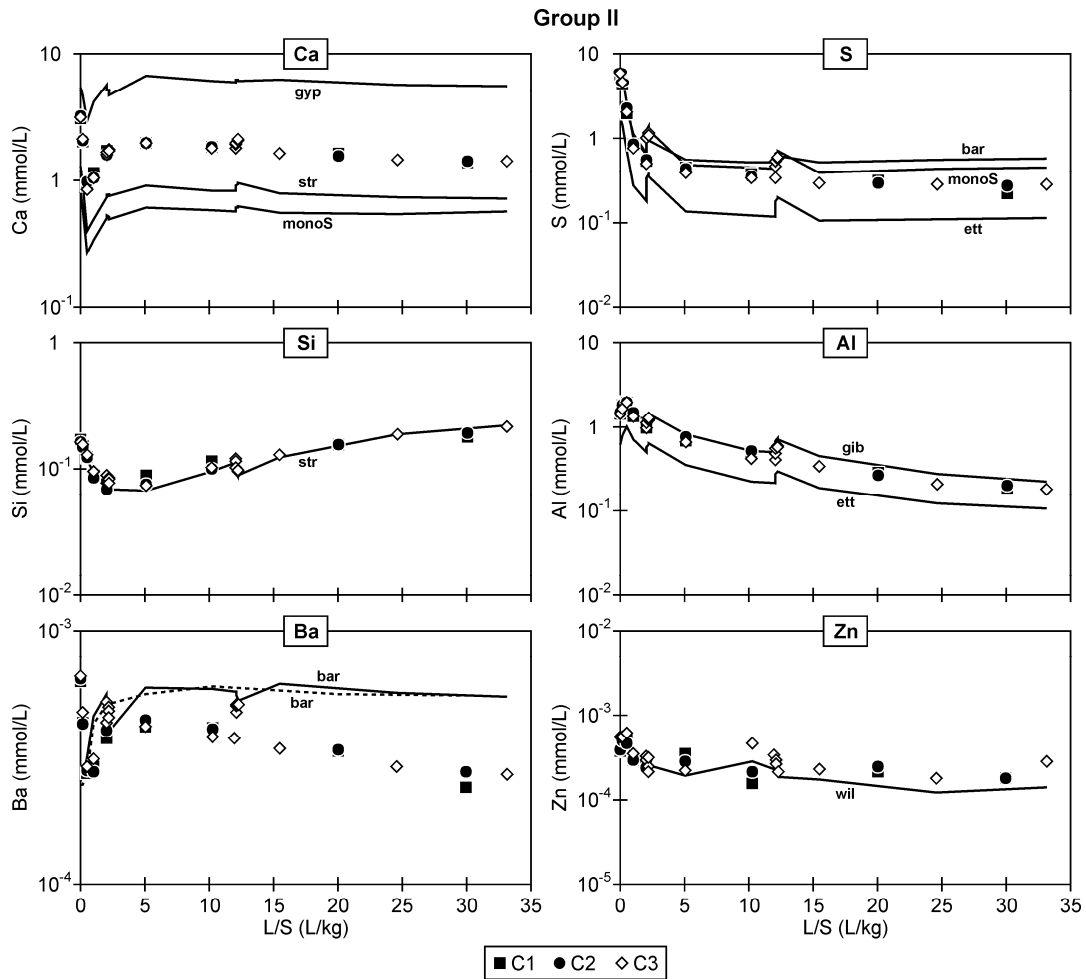 Group II
Ca
10
1
10-1
Ca (mmol/L)
gyp
str
monoS
S
10
1
10-1
10-2
S (mmol/L)
bar
monoS
ett
Si
1
10-1
10-2
Si (mmol/L)
str
Al
10
1
10-1
10-2
Al (mmol/L)
gib
ett
Ba
10-3
10-4
Ba (mmol/L)
bar
bar
0 5 10 15 20 25 30 35
L/S (L/kg)
Zn
10-2
10-3
10-4
10-5
Zn (mmol/L)
wil
0 5 10 15 20 25 30 35
L/S (L/kg)
C1 C2 C3